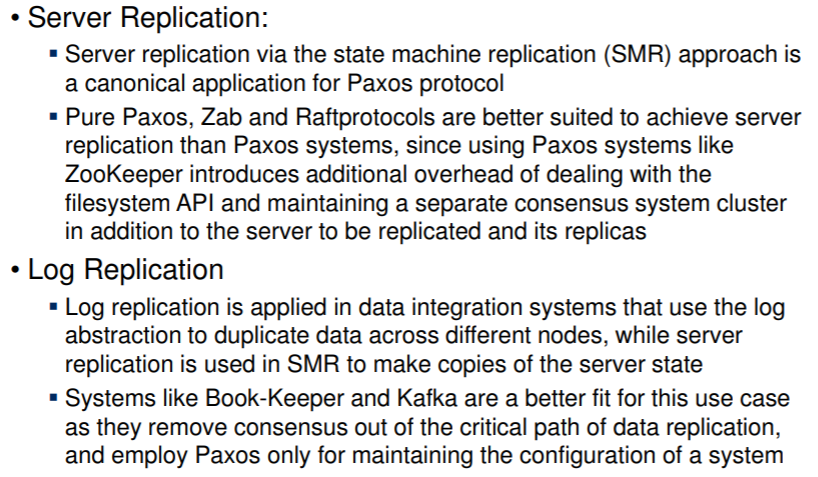 • Server Replication:
▪ Server replication via the state machine replication (SMR) approach is
a canonical application for Paxos protocol
▪ Pure Paxos, Zab and Raftprotocols are better suited to achieve server
replication than Paxos systems, since using Paxos systems like
ZooKeeper introduces additional overhead of dealing with the
filesystem API and maintaining a separate consensus system cluster
in addition to the server to be replicated and its replicas
• Log Replication
▪ Log replication is applied in data integration systems that use the log
abstraction to duplicate data across different nodes, while server
replication is used in SMR to make copies of the server state
▪ Systems like Book-Keeper and Kafka are a better fit for this use case
as they remove consensus out of the critical path of data replication,
and employ Paxos only for maintaining the configuration of a system